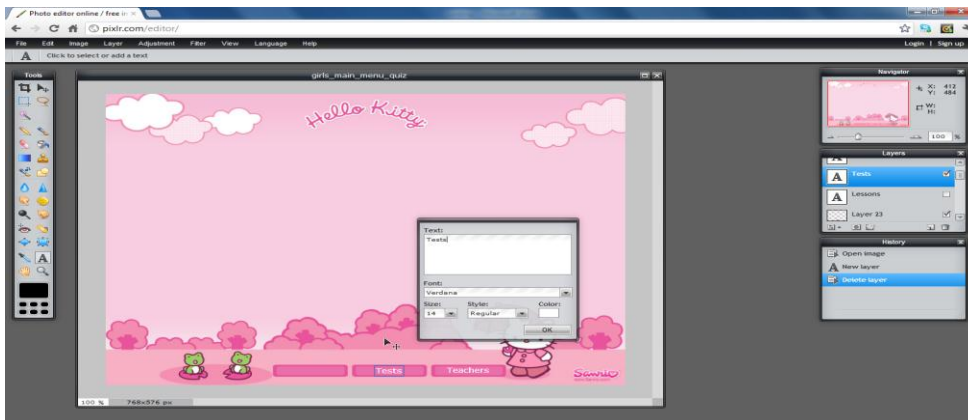 Photo editor online / free in
pixlr.com/editor/
File Edit Image Layer Adjustment Filter View Language Help
Login | Sign up
A Click to select or add a text
Tools
girls_main_menu_quiz
Navigator
X: 412
Y: 484
W:
H:
100 %
Hello Kitty
Layers
A Tests
A Lessons
Layer 23
Text:
Tests
Font:
Verdana
Size: Style: Color:
14 Regular
OK
History
Open image
A New layer
Delete layer
Tests Teachers
Sanrio
100 % 768x576 px